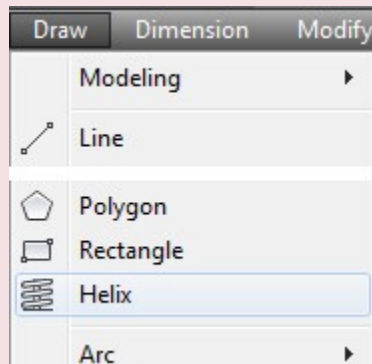 Draw Dimension Modify
Modeling
Line
Polygon
Rectangle
Helix
Arc